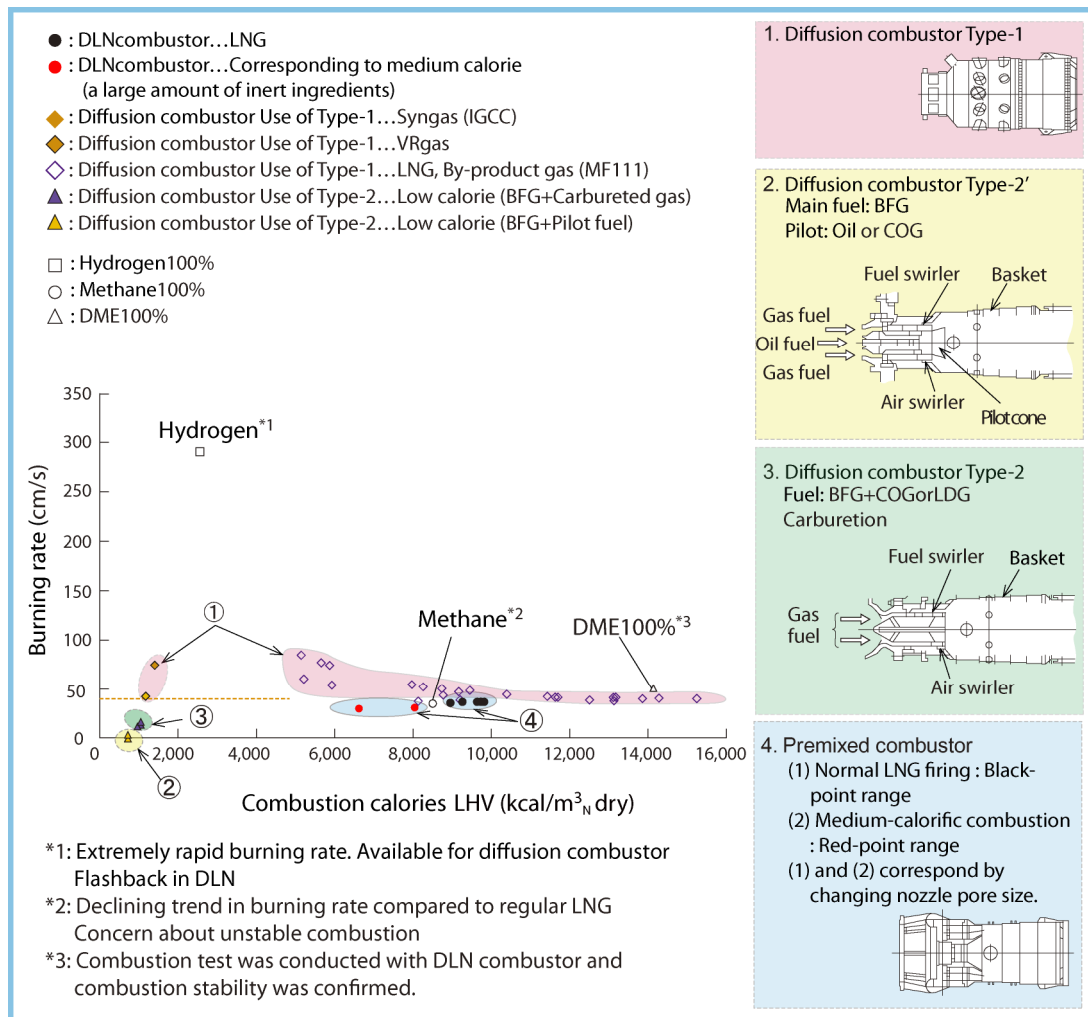 : DLNcombustor…LNG
: DLNcombustor…Corresponding to medium calorie
(a large amount of inert ingredients)
: Diffusion combustor Use of Type-1…Syngas (IGCC)
: Diffusion combustor Use of Type-1…VRgas
: Diffusion combustor Use of Type-1…LNG, By-product gas (MF111)
: Diffusion combustor Use of Type-2…Low calorie (BFG+Carbureted gas)
: Diffusion combustor Use of Type-2…Low calorie (BFG+Pilot fuel)
: Hydrogen100%
: Methane100%
: DME100%
Burning rate (cm/s)
350
300
250
200
150
100
50
0
0
2,000
4,000
6,000
8,000
10,000
12,000
14,000
16,000
Combustion calories LHV (kcal/m³N dry)
Hydrogen*1
Methane*2
DME100%*3
①
③
②
④
*1: Extremely rapid burning rate. Available for diffusion combustor
Flashback in DLN
*2: Declining trend in burning rate compared to regular LNG
Concern about unstable combustion
*3: Combustion test was conducted with DLN combustor and
combustion stability was confirmed.
1. Diffusion combustor Type-1
2. Diffusion combustor Type-2′
Main fuel: BFG
Pilot: Oil or COG
Fuel swirler
Basket
Gas fuel
Oil fuel
Gas fuel
Air swirler
Pilot cone
3. Diffusion combustor Type-2
Fuel: BFG+COGorLDG
Carburetion
Fuel swirler
Basket
Gas
fuel
Air swirler
4. Premixed combustor
(1) Normal LNG firing : Black-
point range
(2) Medium-calorific combustion
: Red-point range
(1) and (2) correspond by
changing nozzle pore size.